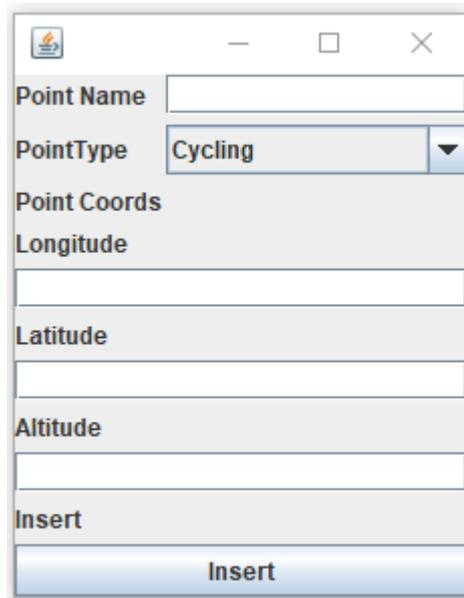 Point Name
PointType Cycling
Point Coords
Longitude
Latitude
Altitude
Insert
Insert